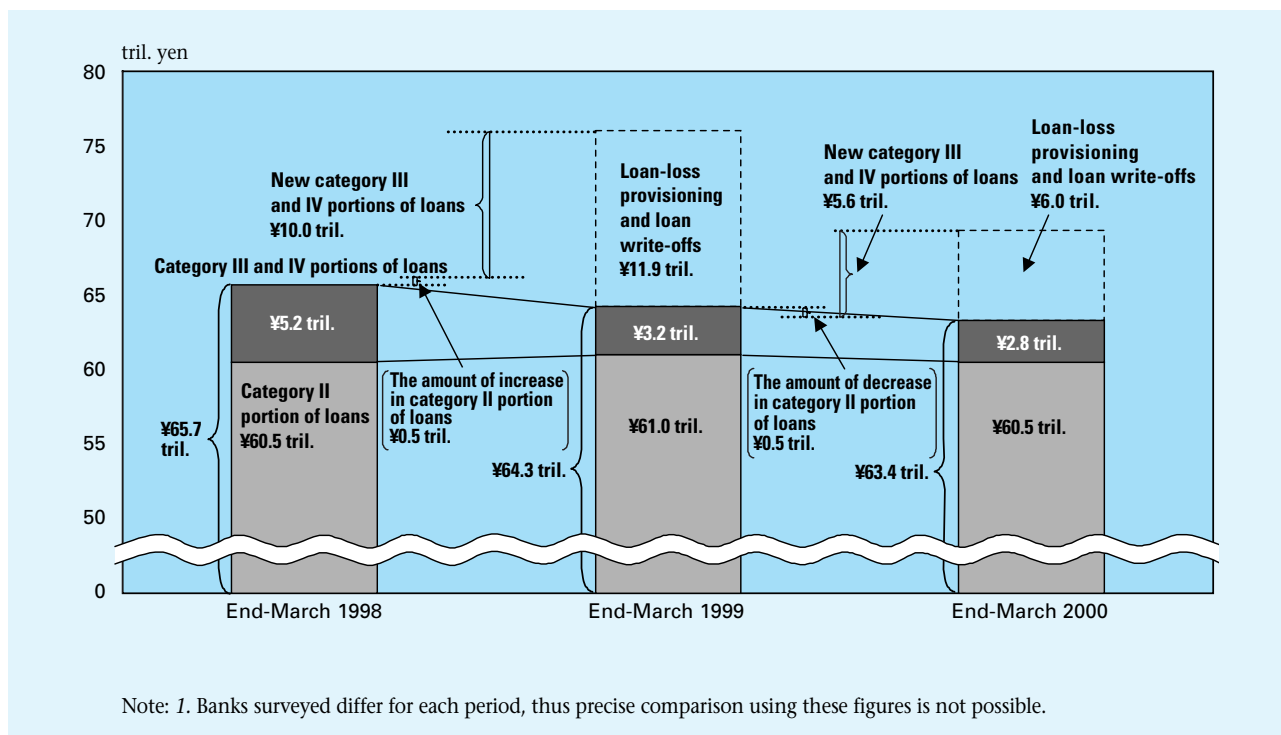 tril. yen
80
75
70
65
60
55
50
0
New category III
and IV portions of loans
¥10.0 tril.
Category III and IV portions of loans
¥5.2 tril.
Category II
portion of loans
¥60.5 tril.
¥65.7
tril.
The amount of increase
in category II portion
of loans
¥0.5 tril.
¥64.3 tril.
Loan-loss
provisioning
and loan
write-offs
¥11.9 tril.
¥3.2 tril.
¥61.0 tril.
New category III
and IV portions of loans
¥5.6 tril.
The amount of decrease
in category II portion
of loans
¥0.5 tril.
¥63.4 tril.
Loan-loss
provisioning
and loan write-offs
¥6.0 tril.
¥2.8 tril.
¥60.5 tril.
End-March 1998
End-March 1999
End-March 2000
Note: 1. Banks surveyed differ for each period, thus precise comparison using these figures is not possible.